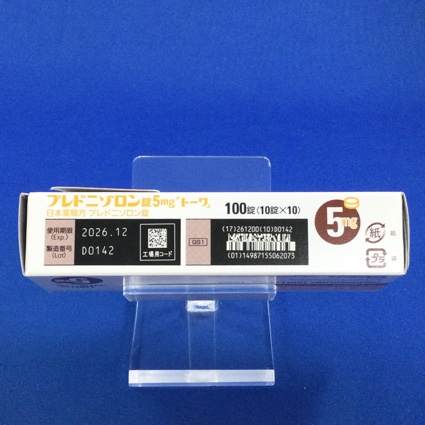 プレドニゾロン錠5mg「トーワ」
日本薬局方 プレドニゾロン錠
100錠(10錠×10)
5mg
使用期限 (Exp.) 2026.12
製造番号 (Lot) D0142
工場用コード
GS1
(17)261200(10)D0142
(01)14987155062073
紙 箱
プラ